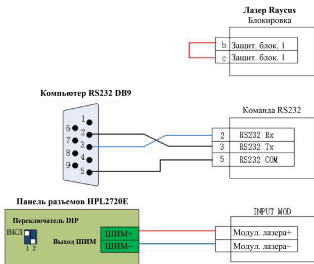 Лазер Raycus
Блокировка
b Защит. блок. 1
c Защит. блок. 1
Компьютер RS232 DB9
Команда RS232
1
6
2
7
3
8
4
9
5
2 RS232 Rx
3 RS232 Tx
5 RS232 COM
Панель разъемов HPL2720E
INPUT MOD
Переключатель DIP
ВКЛ
1 2
Выход ШИМ
ШИМ+
ШИМ−
Модул. лазера+
Модул. лазера−